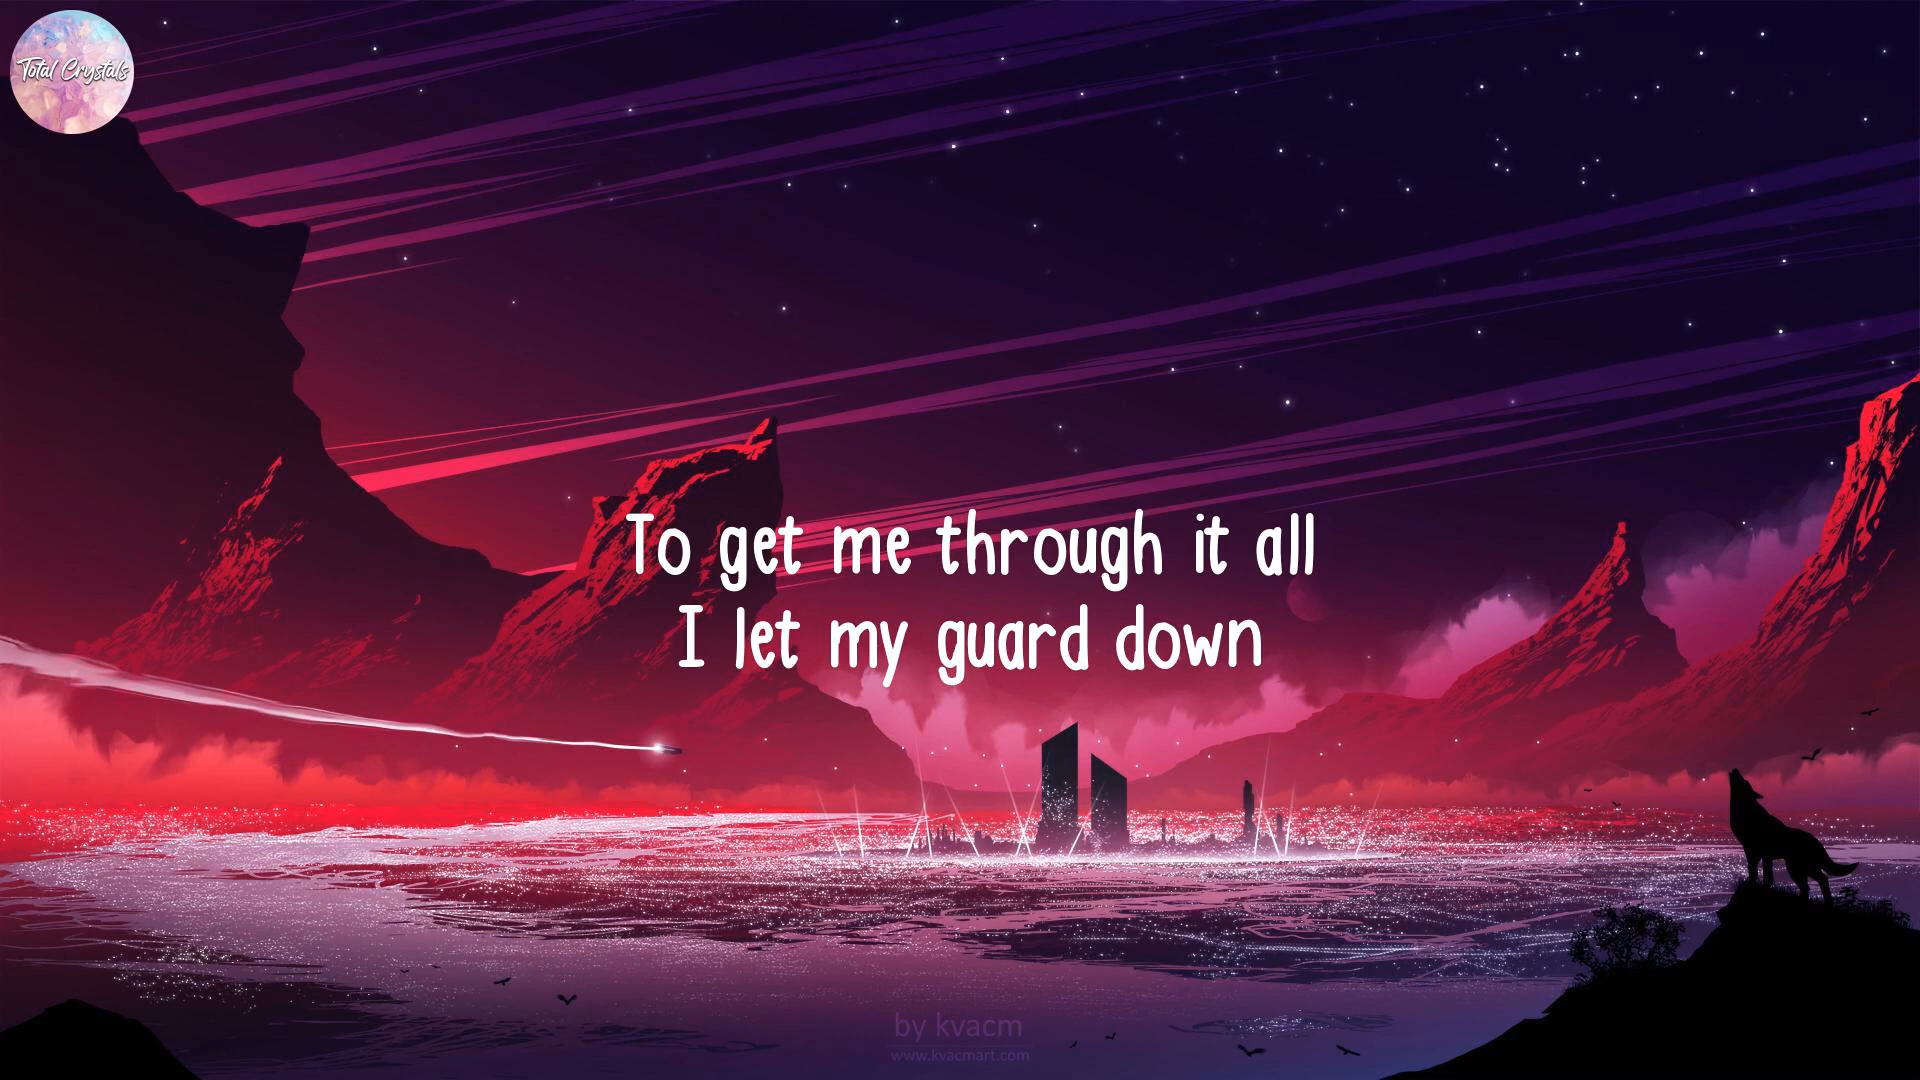 Total Crystals
To get me through it all
I let my guard down
by kvacm
www.kvacmart.com